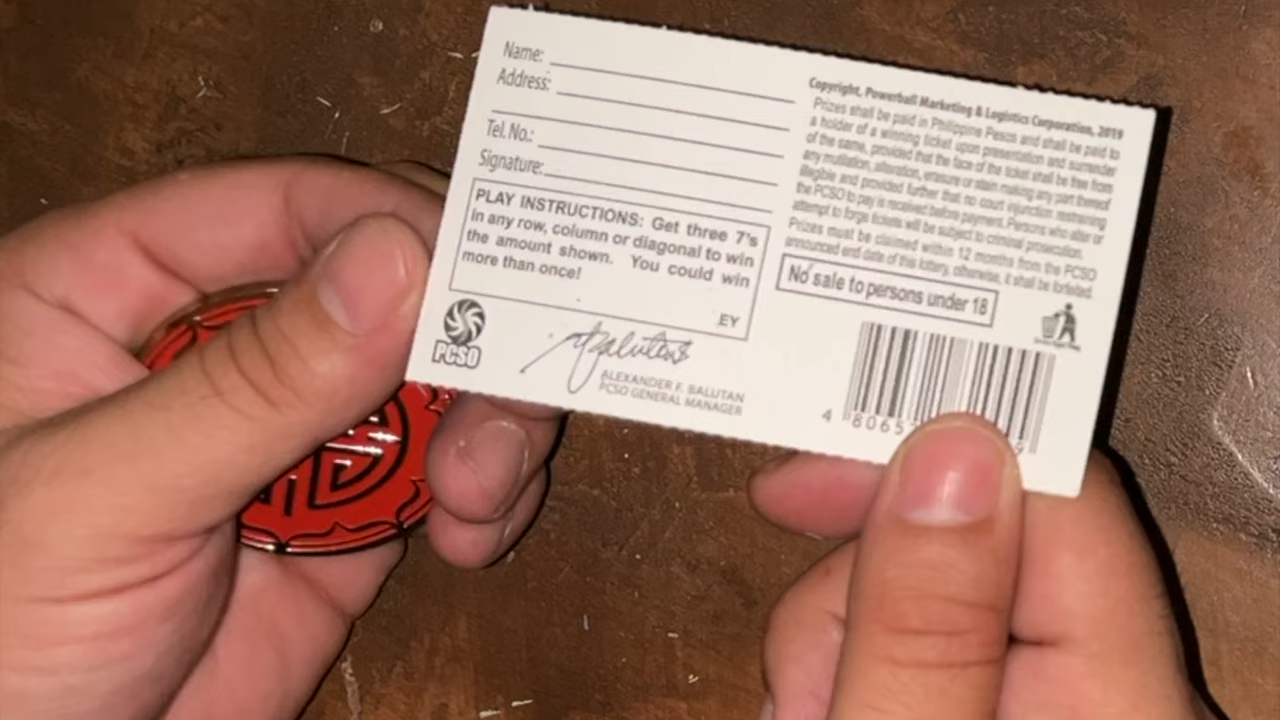 Name:
Address:
Tel. No.:
Signature:
PLAY INSTRUCTIONS: Get three 7's
in any row, column or diagonal to win
the amount shown. You could win
more than once!
EY
PCSO
ALEXANDER F. BALUTAN
PCSO GENERAL MANAGER
Copyright, Powerball Marketing & Logistics Corporation, 2019
Prizes shall be paid in Philippine Pesos and shall be paid to
a holder of a winning ticket upon presentation and surrender
of the same, provided that the face of the ticket shall be free from
any mutilation, alteration, erasure or stain making any part thereof
illegible and provided further that no court injunction restraining
the PCSO to pay is received before payment. Persons who alter or
attempt to forge tickets will be subject to criminal prosecution.
Prizes must be claimed within 12 months from the PCSO
announced end date of this lottery, otherwise, it shall be forfeited.
No sale to persons under 18
4 8065 9